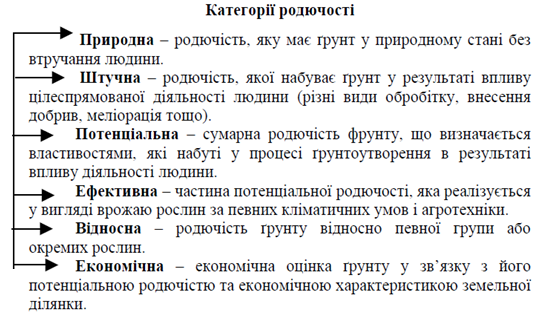 Категорії родючості
Природна – родючість, яку має ґрунт у природному стані без
втручання людини.
Штучна – родючість, якої набуває ґрунт у результаті впливу
цілеспрямованої діяльності людини (різні види обробітку, внесення
добрив, меліорація тощо).
Потенціальна – сумарна родючість фрунту, що визначається
властивостями, які набуті у процесі ґрунтоутворення в результаті
впливу діяльності людини.
Ефективна – частина потенціальної родючості, яка реалізується
у вигляді врожаю рослин за певних кліматичних умов і агротехніки.
Відносна – родючість ґрунту відносно певної групи або
окремих рослин.
Економічна – економічна оцінка ґрунту у зв’язку з його
потенціальною родючістю та економічною характеристикою земельної
ділянки.